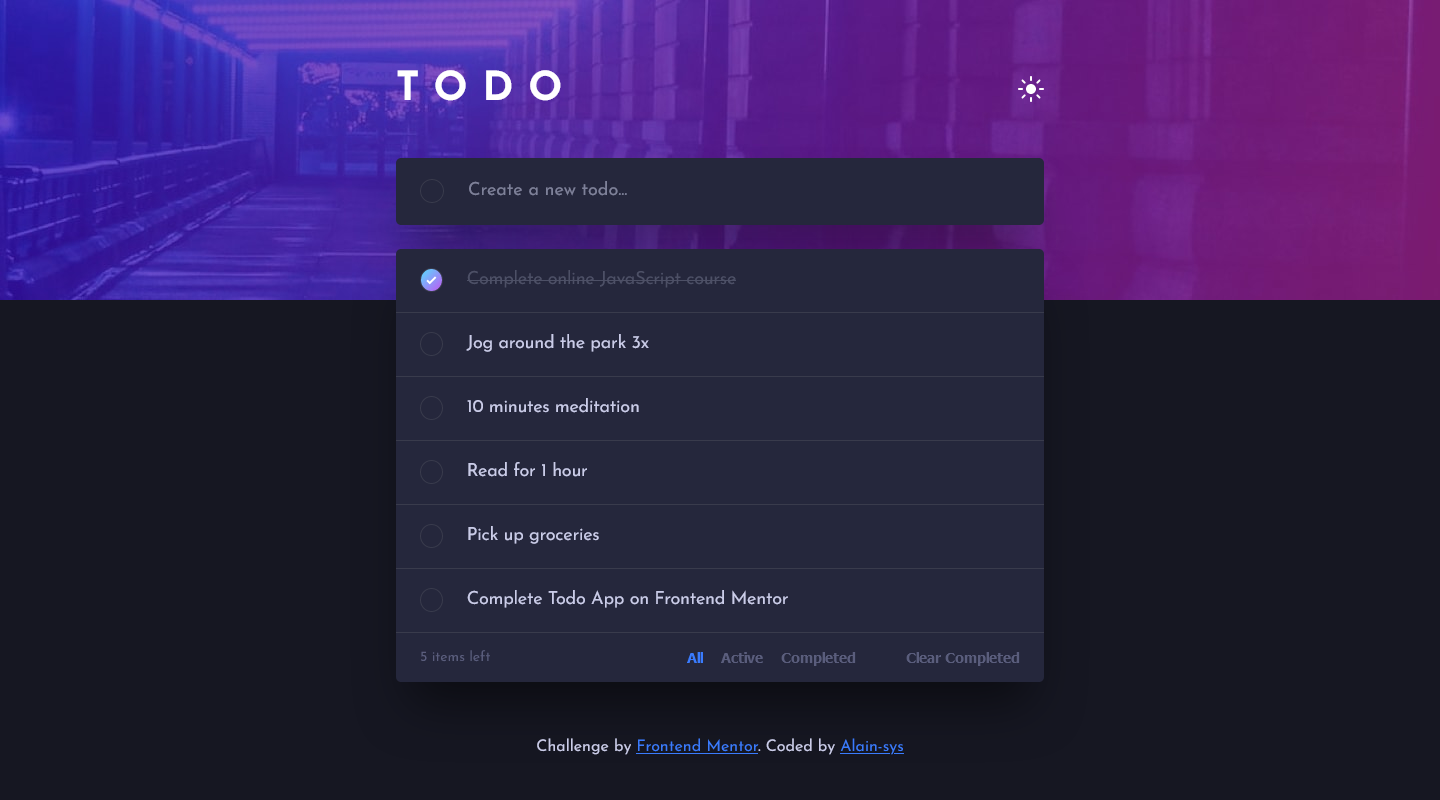 TODO
Create a new todo...
Complete online JavaScript course
Jog around the park 3x
10 minutes meditation
Read for 1 hour
Pick up groceries
Complete Todo App on Frontend Mentor
5 items left All Active Completed Clear Completed
Challenge by Frontend Mentor. Coded by Alain-sys